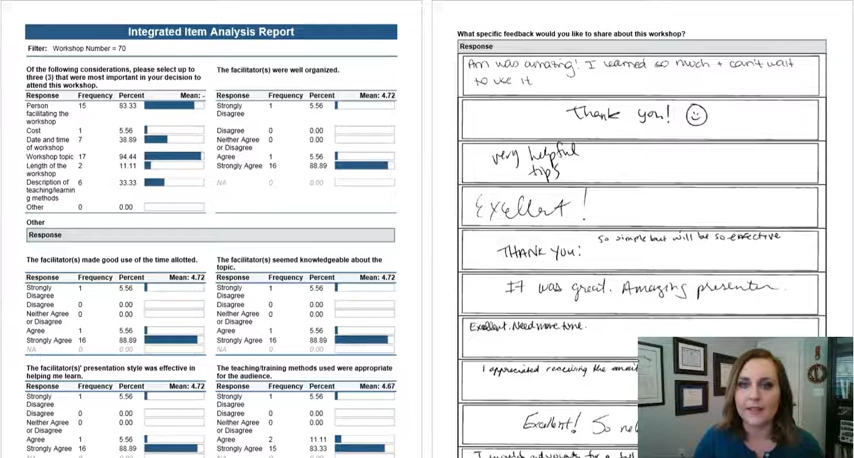 Integrated Item Analysis Report
Filter: Workshop Number = 70
Of the following considerations, please select up to three (3) that were most important in your decision to attend this workshop.
Response Frequency Percent Mean: -
Person facilitating the workshop 15 83.33
Cost 1 5.56
Date and time of workshop 7 38.89
Workshop topic 17 94.44
Length of the workshop 2 11.11
Description of teaching/learning methods 6 33.33
Other 0 0.00
Other
Response
The facilitator(s) were well organized.
Response Frequency Percent Mean: 4.72
Strongly Disagree 1 5.56
Disagree 0 0.00
Neither Agree or Disagree 0 0.00
Agree 1 5.56
Strongly Agree 16 88.89
NA 0 0.00
The facilitator(s) made good use of the time allotted.
Response Frequency Percent Mean: 4.72
Strongly Disagree 1 5.56
Disagree 0 0.00
Neither Agree or Disagree 0 0.00
Agree 1 5.56
Strongly Agree 16 88.89
NA 0 0.00
The facilitator(s) seemed knowledgeable about the topic.
Response Frequency Percent Mean: 4.72
Strongly Disagree 1 5.56
Disagree 0 0.00
Neither Agree or Disagree 0 0.00
Agree 1 5.56
Strongly Agree 16 88.89
NA 0 0.00
The facilitator(s)' presentation style was effective in helping me learn.
Response Frequency Percent Mean: 4.72
Strongly Disagree 1 5.56
Disagree 0 0.00
Neither Agree or Disagree 0 0.00
Agree 1 5.56
Strongly Agree 16 88.89
The teaching/training methods used were appropriate for the audience.
Response Frequency Percent Mean: 4.67
Strongly Disagree 1 5.56
Disagree 0 0.00
Neither Agree or Disagree 0 0.00
Agree 2 11.11
Strongly Agree 15 83.33
What specific feedback would you like to share about this workshop?
Response
was amazing! I learned so much + can't wait
to use it
Thank you!
very helpful
tips
Exellent!
So simple but will be so effective
THANK YOU!
It was great. Amazing presenter.
Excellent. Need more time.
I appreciated receiving the
Excellent! So
I would advocate for a